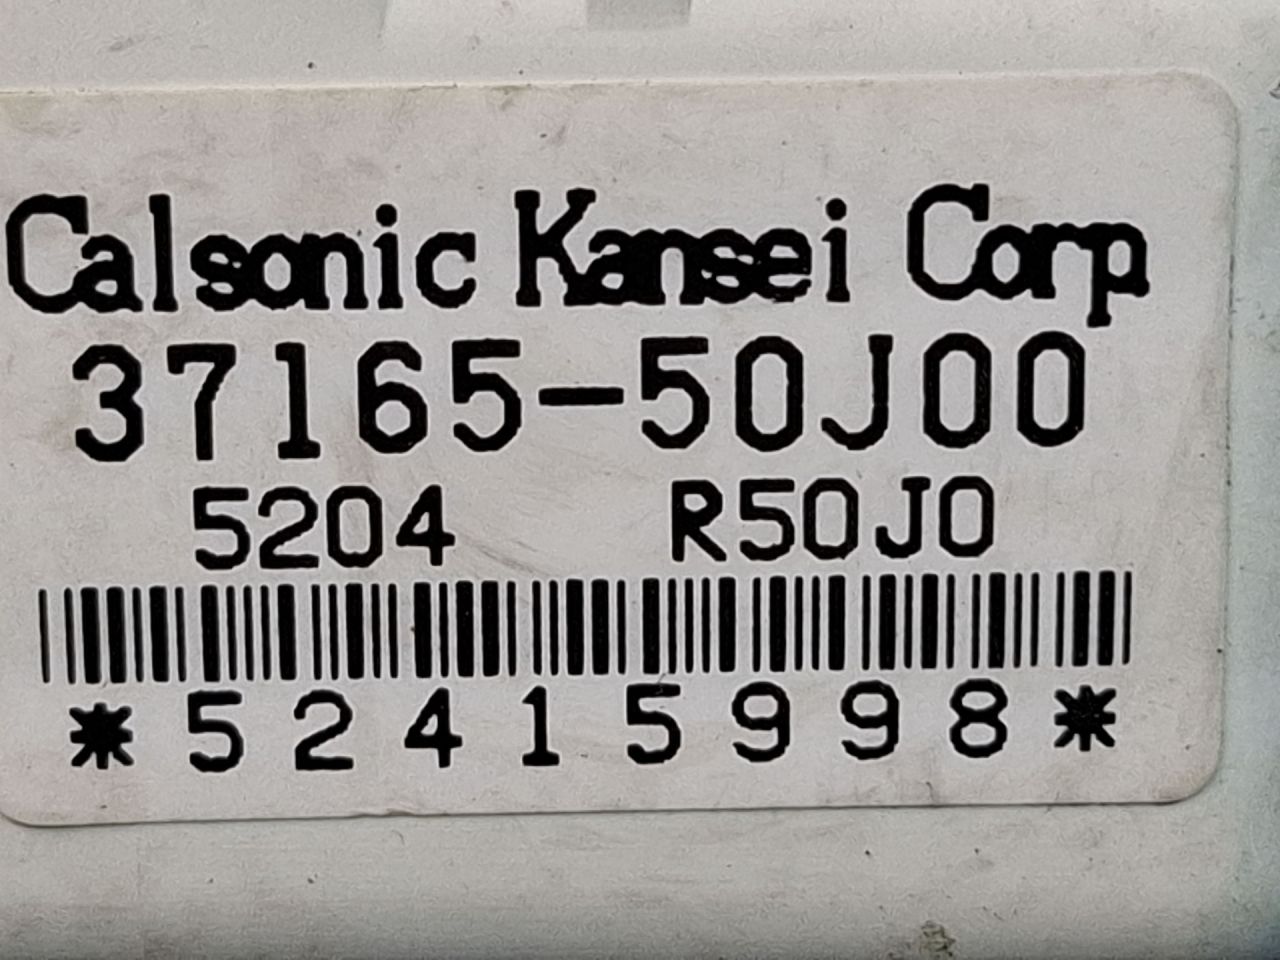 Calsonic Kansei Corp
37165-50J00
5204 R50J0
*52415998*